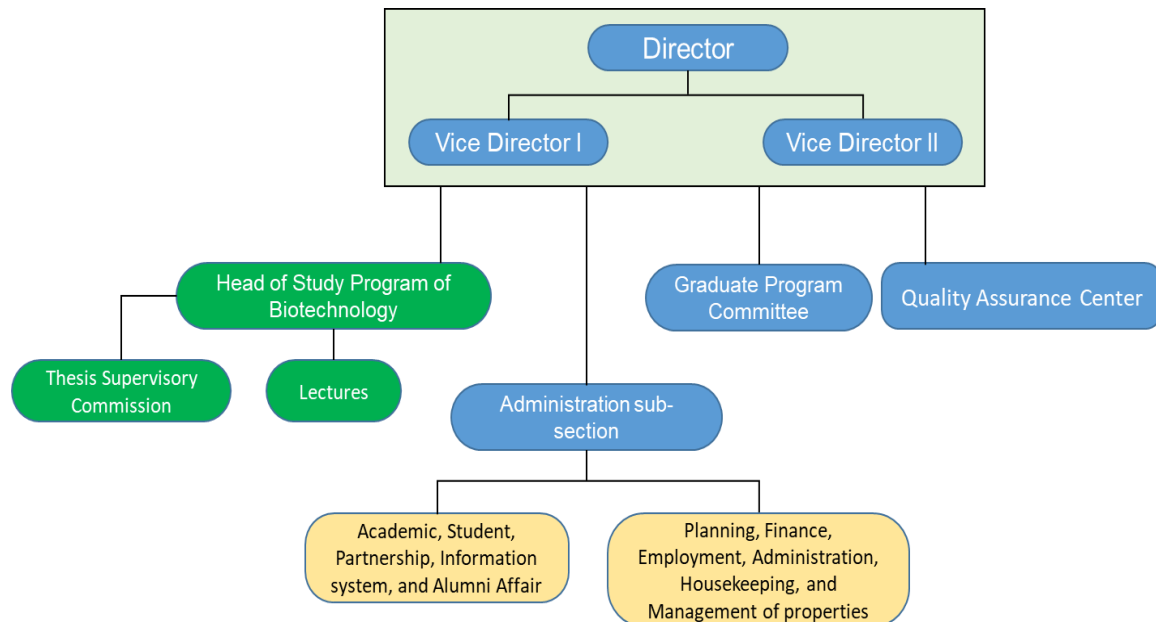 Director
Vice Director I
Vice Director II
Head of Study Program of
Biotechnology
Graduate Program
Committee
Quality Assurance Center
Thesis Supervisory
Commission
Lectures
Administration sub-
section
Academic, Student,
Partnership, Information
system, and Alumni Affair
Planning, Finance,
Employment, Administration,
Housekeeping, and
Management of properties